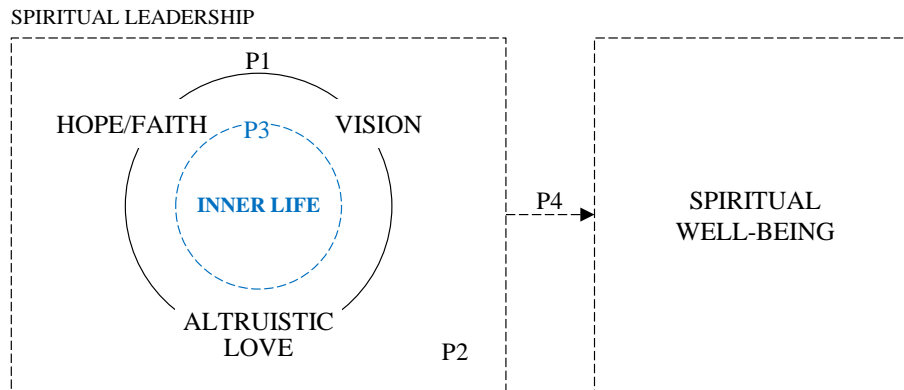 SPIRITUAL LEADERSHIP
P1
HOPE/FAITH
P3
VISION
INNER LIFE
P4
SPIRITUAL
WELL-BEING
ALTRUISTIC
LOVE
P2